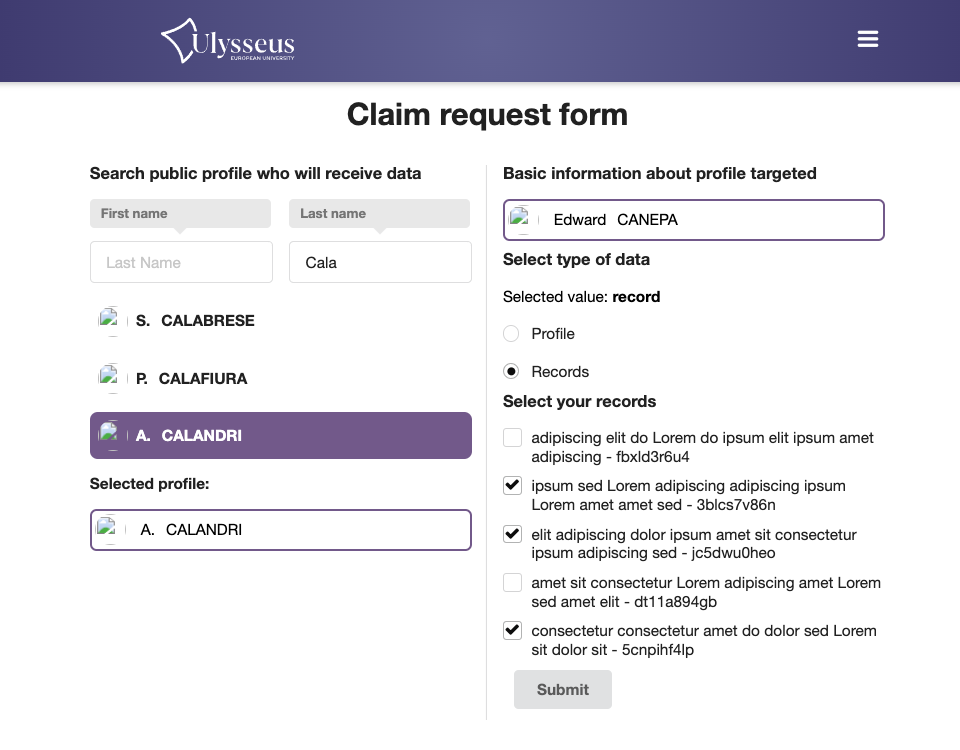 Ulysseus
EUROPEAN UNIVERSITY
Claim request form
Search public profile who will receive data
First name
Last name
Last Name
Cala
S. CALABRESE
P. CALAFIURA
A. CALANDRI
Selected profile:
A. CALANDRI
Basic information about profile targeted
Edward CANEPA
Select type of data
Selected value: record
Profile
Records
Select your records
adipiscing elit do Lorem do ipsum elit ipsum amet
adipiscing - fbxld3r6u4
ipsum sed Lorem adipiscing adipiscing ipsum
Lorem amet amet sed - 3blcs7v86n
elit adipiscing dolor ipsum amet sit consectetur
ipsum adipiscing sed - jc5dwu0heo
amet sit consectetur Lorem adipiscing amet Lorem
sed amet elit - dt11a894gb
consectetur consectetur amet do dolor sed Lorem
sit dolor sit - 5cnpihf4lp
Submit